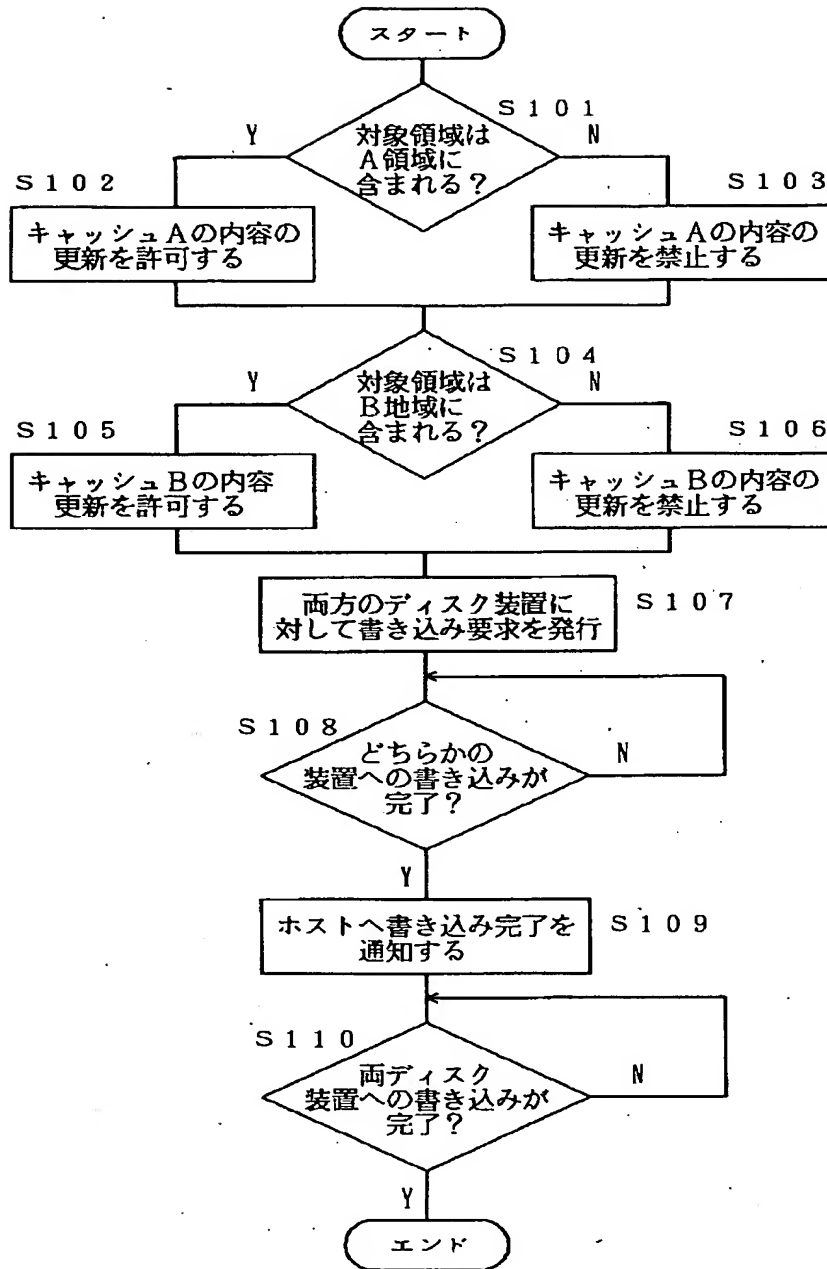 スタート
S101
対象領域は
A領域に
含まれる?
Y
N
S102
S103
キャッシュAの内容の
更新を許可する
キャッシュAの内容の
更新を禁止する
S104
対象領域は
B地域に
含まれる?
Y
N
S105
S106
キャッシュBの内容
更新を許可する
キャッシュBの内容の
更新を禁止する
両方のディスク装置に
対して書き込み要求を発行
S107
S108
どちらかの
装置への書き込みが
完了?
N
Y
ホストへ書き込み完了を
通知する
S109
S110
両ディスク
装置への書き込みが
完了?
N
Y
エンド